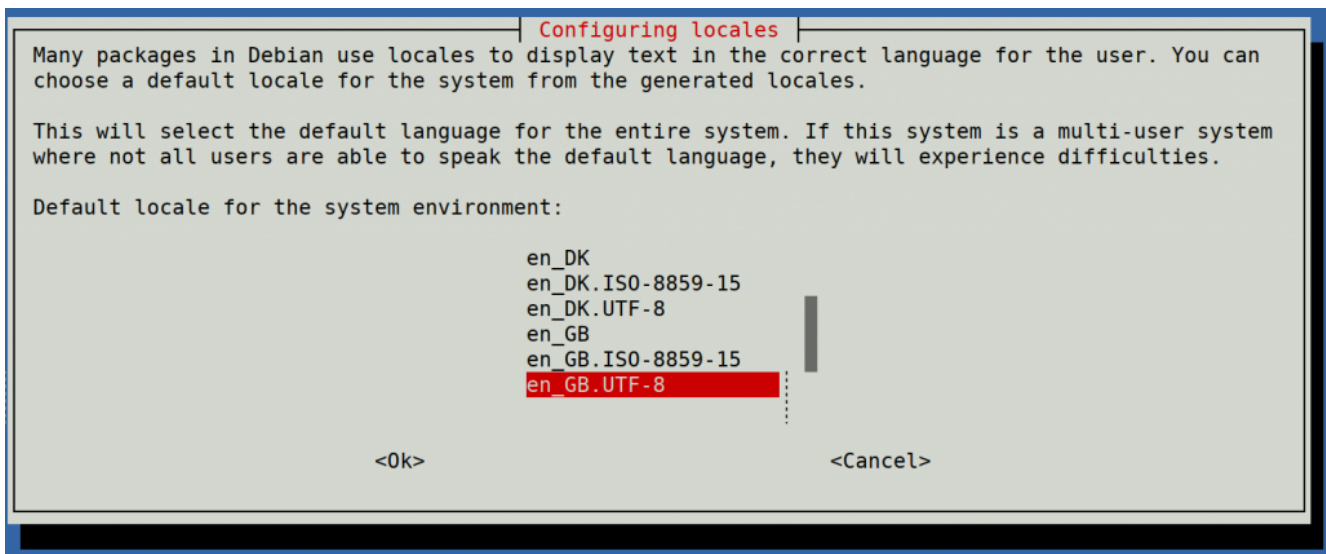 Configuring locales
Many packages in Debian use locales to display text in the correct language for the user. You can
choose a default locale for the system from the generated locales.
This will select the default language for the entire system. If this system is a multi-user system
where not all users are able to speak the default language, they will experience difficulties.
Default locale for the system environment:
en_DK
en_DK.ISO-8859-15
en_DK.UTF-8
en_GB
en_GB.ISO-8859-15
en_GB.UTF-8
<Ok> <Cancel>